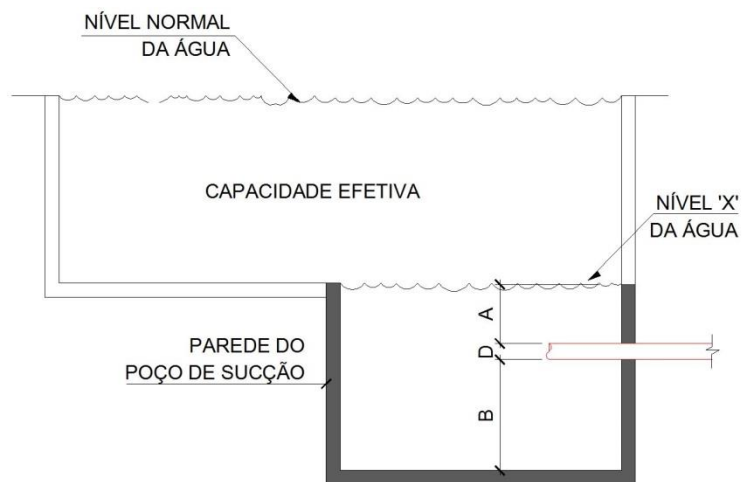 NÍVEL NORMAL
DA ÁGUA
CAPACIDADE EFETIVA
NÍVEL 'X'
DA ÁGUA
A
PAREDE DO
POÇO DE SUCÇÃO
D
B